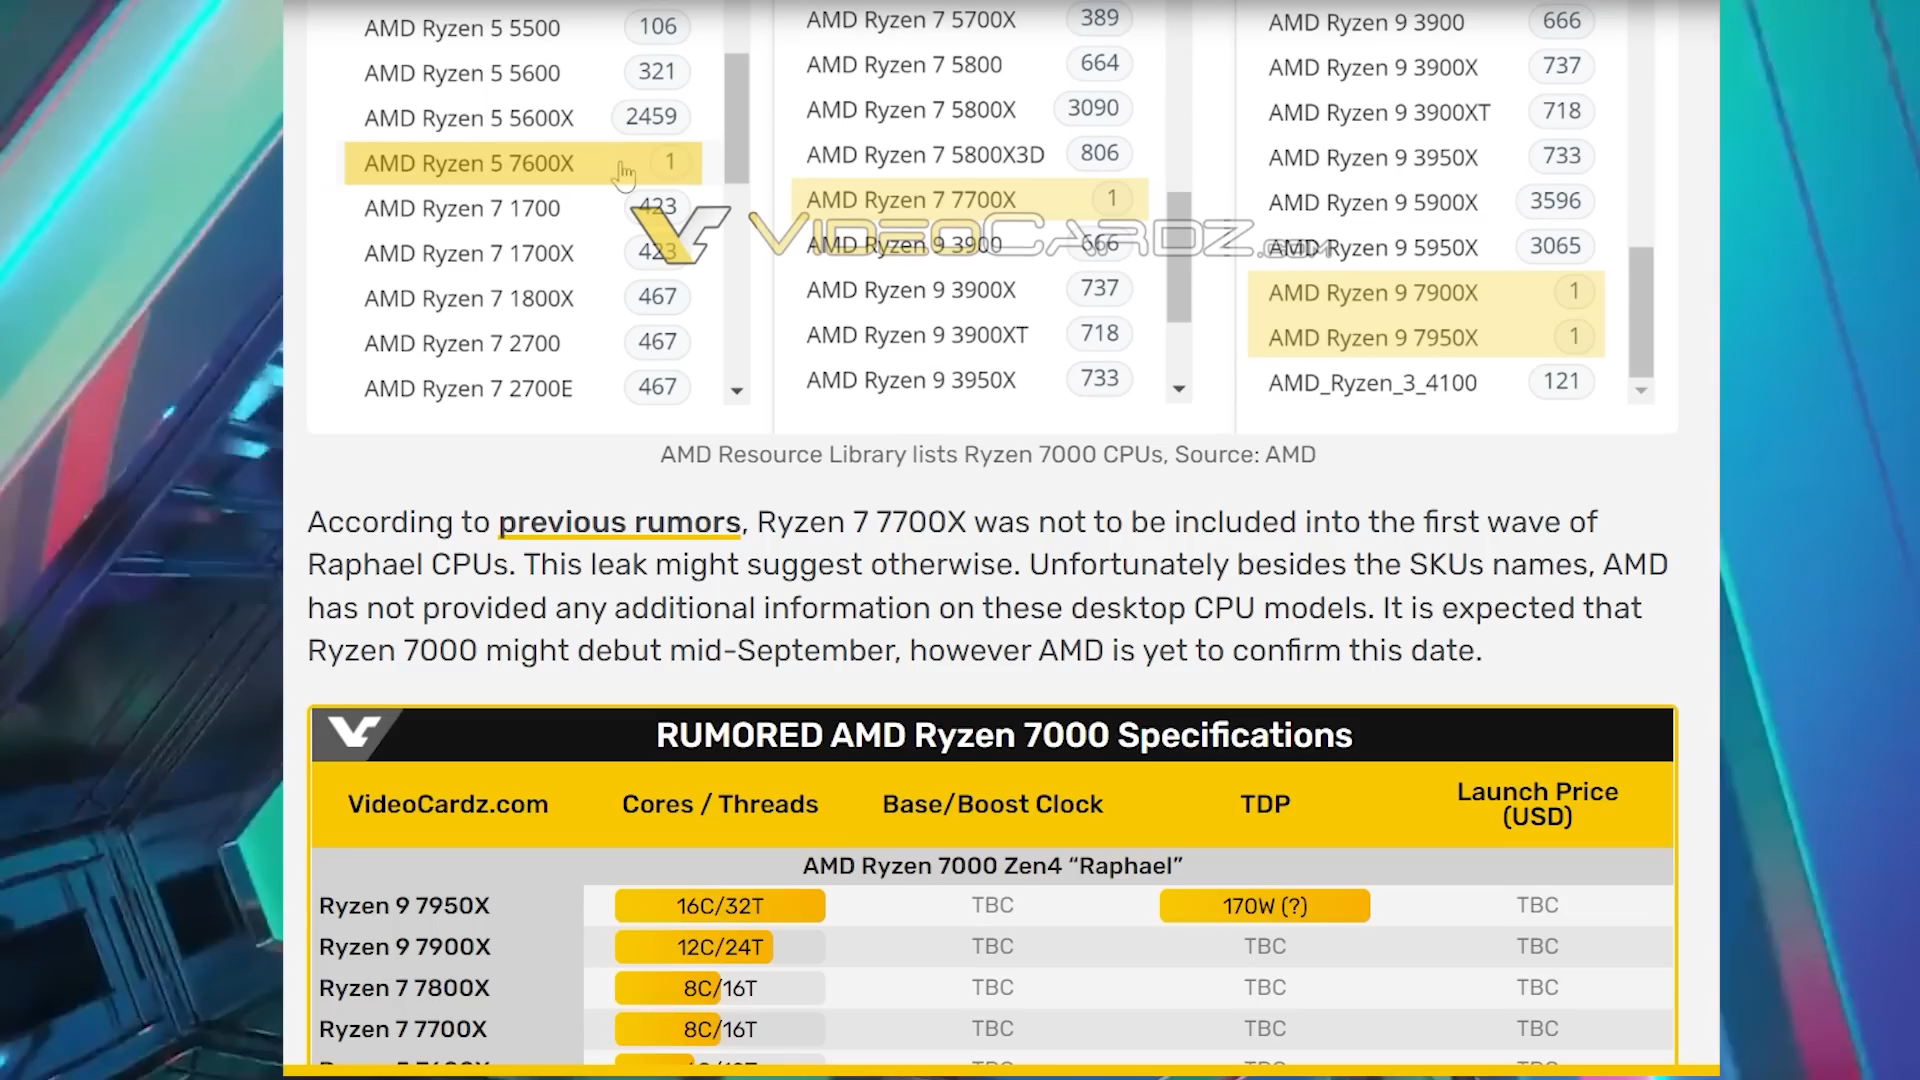 AMD Ryzen 5 5500 106
AMD Ryzen 5 5600 321
AMD Ryzen 5 5600X 2459
AMD Ryzen 5 7600X 1
AMD Ryzen 7 1700 423
AMD Ryzen 7 1700X 423
AMD Ryzen 7 1800X 467
AMD Ryzen 7 2700 467
AMD Ryzen 7 2700E 467
AMD Ryzen 7 5700X 389
AMD Ryzen 7 5800 664
AMD Ryzen 7 5800X 3090
AMD Ryzen 7 5800X3D 806
AMD Ryzen 7 7700X 1
AMD Ryzen 9 3900 666
AMD Ryzen 9 3900X 737
AMD Ryzen 9 3900XT 718
AMD Ryzen 9 3950X 733
AMD Ryzen 9 3900 666
AMD Ryzen 9 3900X 737
AMD Ryzen 9 3900XT 718
AMD Ryzen 9 3950X 733
AMD Ryzen 9 5900X 3596
AMD Ryzen 9 5950X 3065
AMD Ryzen 9 7900X 1
AMD Ryzen 9 7950X 1
AMD_Ryzen_3_4100 121
VIDEOCARDZ.com
AMD Resource Library lists Ryzen 7000 CPUs, Source: AMD
According to previous rumors, Ryzen 7 7700X was not to be included into the first wave of
Raphael CPUs. This leak might suggest otherwise. Unfortunately besides the SKUs names, AMD
has not provided any additional information on these desktop CPU models. It is expected that
Ryzen 7000 might debut mid-September, however AMD is yet to confirm this date.
RUMORED AMD Ryzen 7000 Specifications
VideoCardz.com Cores / Threads Base/Boost Clock TDP Launch Price (USD)
AMD Ryzen 7000 Zen4 “Raphael”
Ryzen 9 7950X 16C/32T TBC 170W (?) TBC
Ryzen 9 7900X 12C/24T TBC TBC TBC
Ryzen 7 7800X 8C/16T TBC TBC TBC
Ryzen 7 7700X 8C/16T TBC TBC TBC